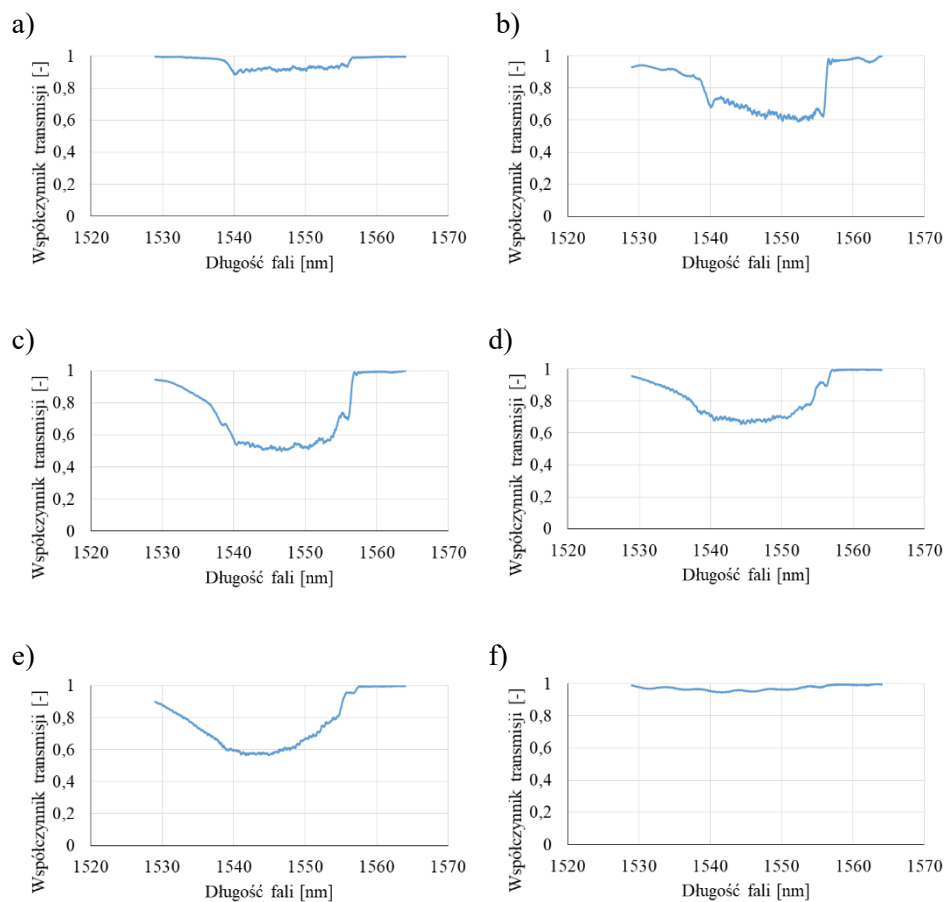 a)
Współczynnik transmisji [-]
1
0,8
0,6
0,4
0,2
0
1520 1530 1540 1550 1560 1570
Długość fali [nm]
b)
Współczynnik transmisji [-]
1
0,8
0,6
0,4
0,2
0
1520 1530 1540 1550 1560 1570
Długość fali [nm]
c)
Współczynnik transmisji [-]
1
0,8
0,6
0,4
0,2
0
1520 1530 1540 1550 1560 1570
Długość fali [nm]
d)
Współczynnik transmisji [-]
1
0,8
0,6
0,4
0,2
0
1520 1530 1540 1550 1560 1570
Długość fali [nm]
e)
Współczynnik transmisji [-]
1
0,8
0,6
0,4
0,2
0
1520 1530 1540 1550 1560 1570
Długość fali [nm]
f)
Współczynnik transmisji [-]
1
0,8
0,6
0,4
0,2
0
1520 1530 1540 1550 1560 1570
Długość fali [nm]